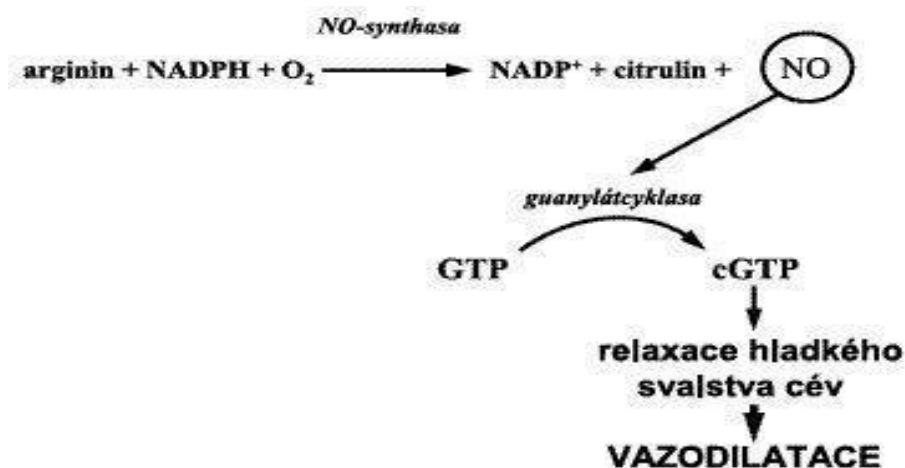 NO-synthasa
arginin + NADPH + O₂ → NADP⁺ + citrulin + NO
guanylátcyklasa
GTP cGTP
relaxace hladkého
svalstva cév
VAZODILATACE